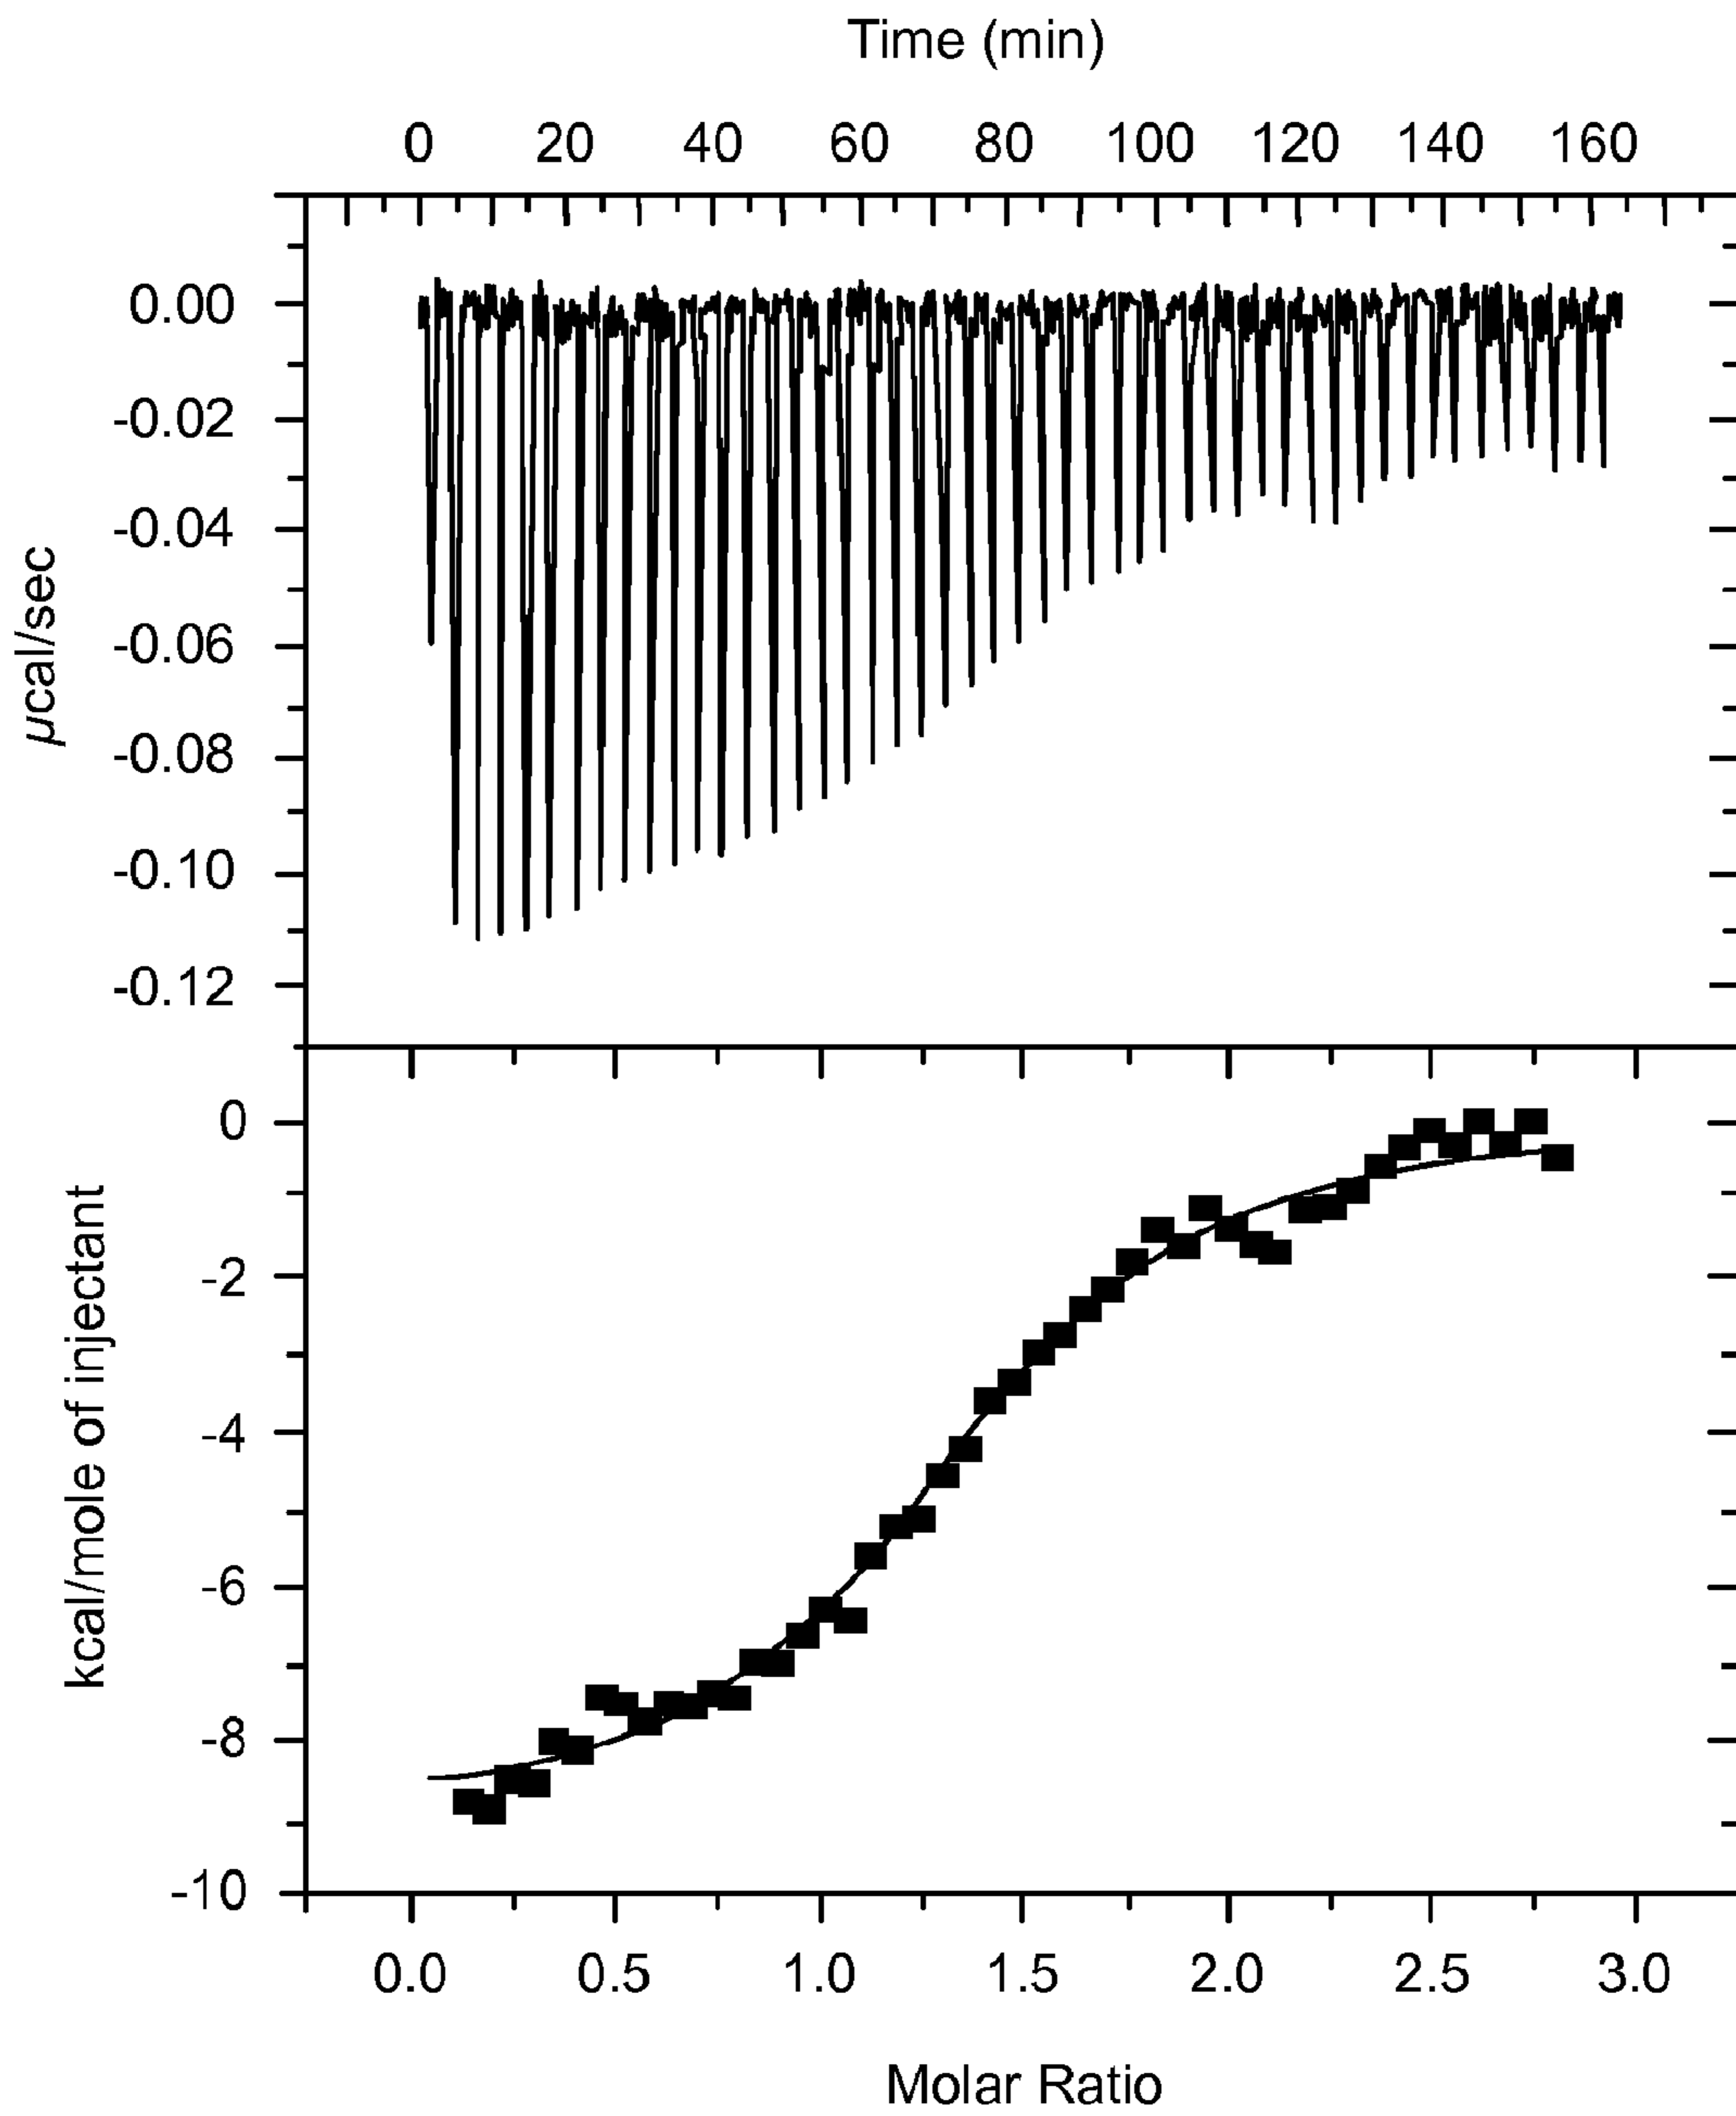 Time (min)
0 20 40 60 80 100 120 140 160
0.00
-0.02
-0.04
-0.06
-0.08
-0.10
-0.12
µcal/sec
0
-2
-4
-6
-8
-10
kcal/mole of injectant
0.0 0.5 1.0 1.5 2.0 2.5 3.0
Molar Ratio